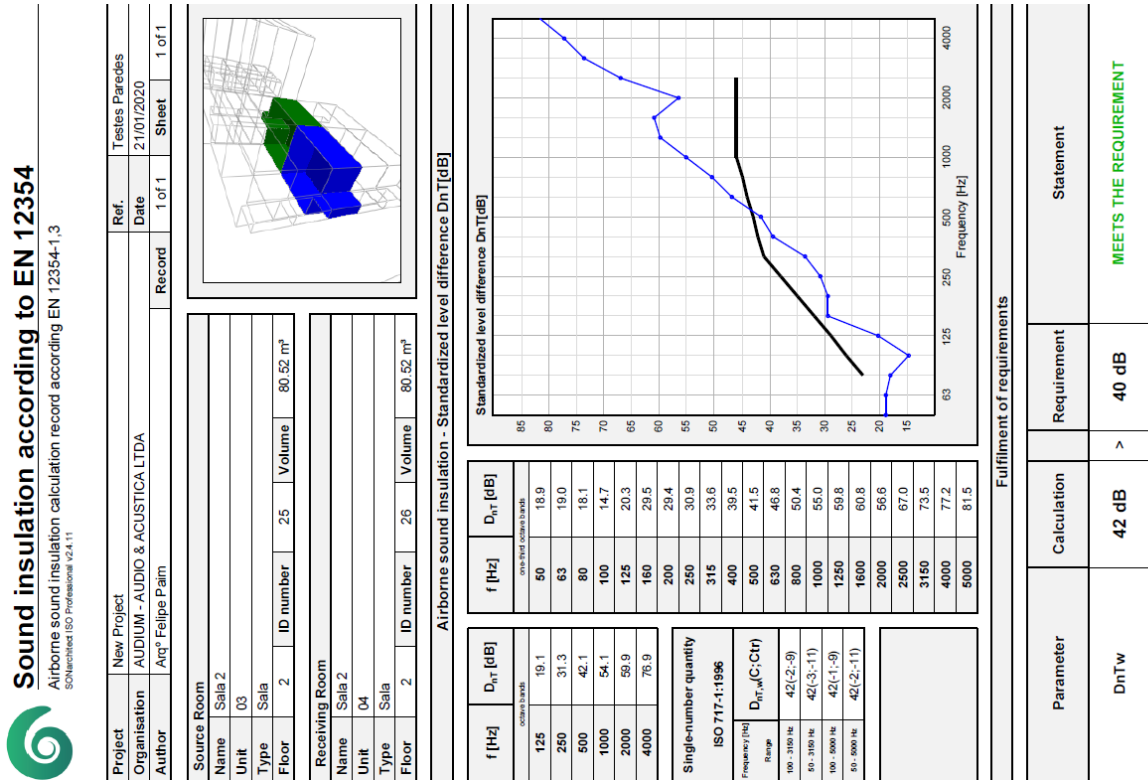 Sound insulation according to EN 12354
Airborne sound insulation calculation record according EN 12354-1,3
SONarchitect ISO Professional v2.4.11
Project New Project Ref. Testes Paredes
Organisation AUDIUM - AUDIO & ACUSTICA LTDA Date 21/01/2020
Author Arqº Felipe Paim Record 1 of 1 Sheet 1 of 1
Source Room
Name Sala 2
Unit 03
Type Sala
Floor 2 ID number 25 Volume 80.52 m³
Receiving Room
Name Sala 2
Unit 04
Type Sala
Floor 2 ID number 26 Volume 80.52 m³
Airborne sound insulation - Standardized level difference DnT[dB]
f [Hz] DnT [dB]
octave bands
125 19.1
250 31.3
500 42.1
1000 54.1
2000 59.9
4000 76.9
Single-number quantity
ISO 717-1:1996
Frequency [Hz] Range DnT,w(C;Ctr)
100 - 3150 Hz 42(-2;-9)
50 - 3150 Hz 42(-3;-11)
100 - 5000 Hz 42(-1;-9)
50 - 5000 Hz 42(-2;-11)
f [Hz] DnT [dB]
one-third octave bands
50 18.9
63 19.0
80 18.1
100 14.7
125 20.3
160 29.5
200 29.4
250 30.9
315 33.6
400 39.5
500 41.5
630 46.8
800 50.4
1000 55.0
1250 59.8
1600 60.8
2000 56.6
2500 67.0
3150 73.5
4000 77.2
5000 81.5
Standardized level difference DnT[dB]
85
80
75
70
65
60
55
50
45
40
35
30
25
20
15
63 125 250 500 1000 2000 4000
Frequency [Hz]
Fulfilment of requirements
Parameter Calculation Requirement Statement
DnTw 42 dB > 40 dB MEETS THE REQUIREMENT